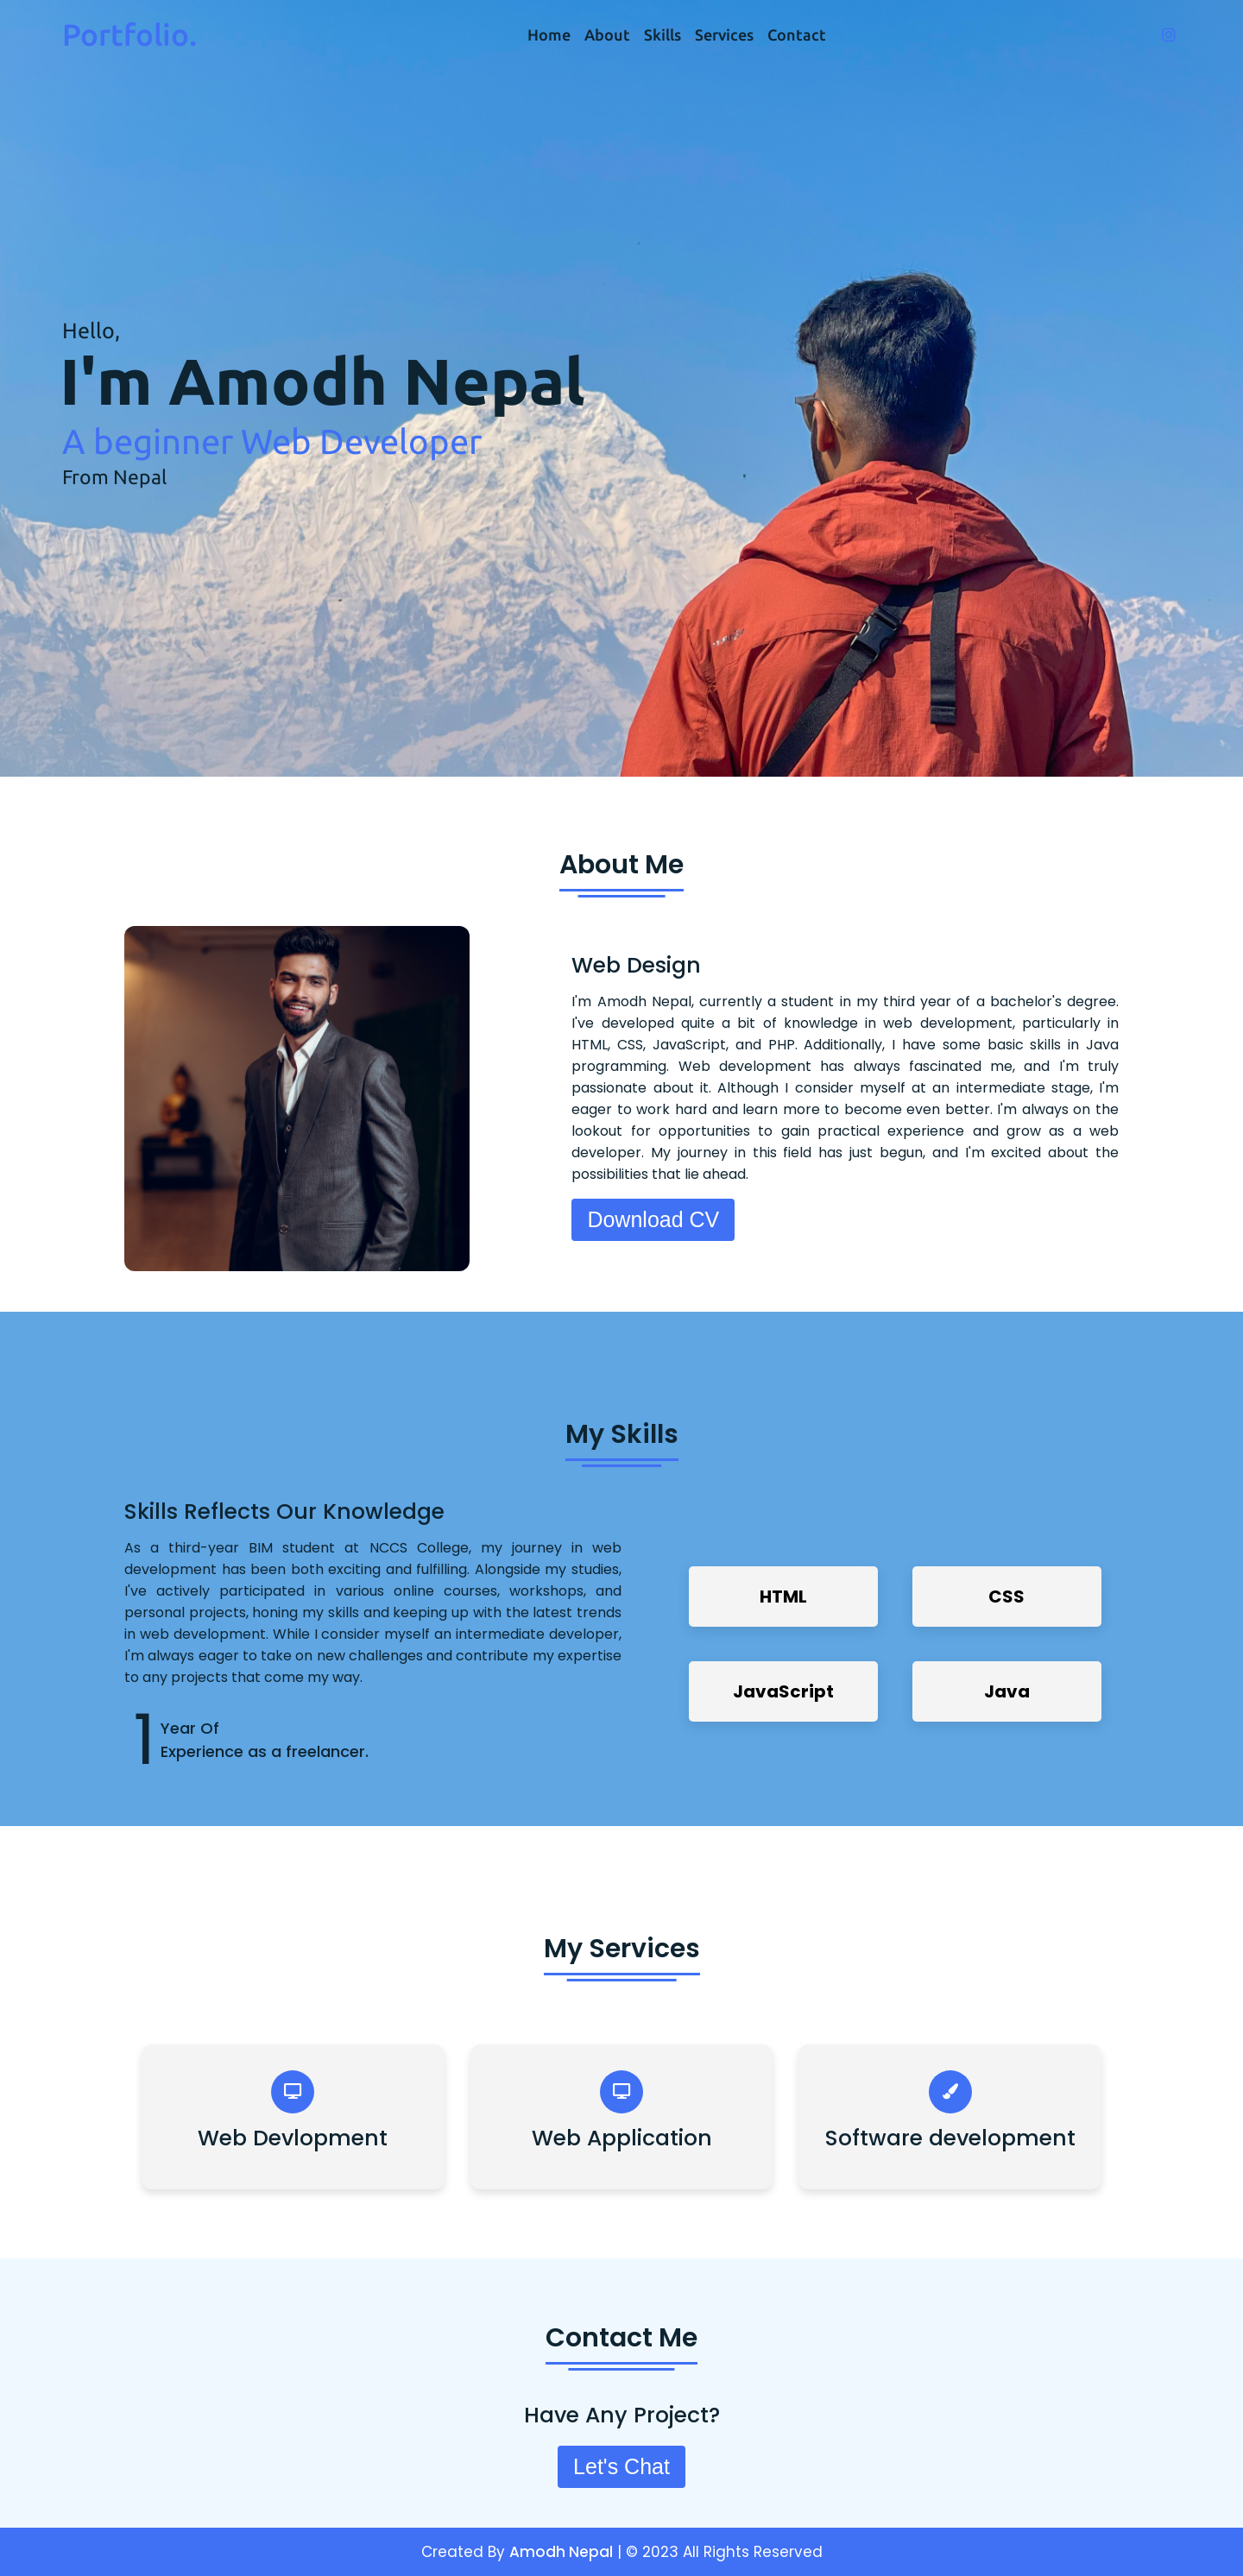 Portfolio.
Home About Skills Services Contact
Hello,
I'm Amodh Nepal
A beginner Web Developer
From Nepal
About Me
Web Design
I'm Amodh Nepal, currently a student in my third year of a bachelor's degree.
I've developed quite a bit of knowledge in web development, particularly in
HTML, CSS, JavaScript, and PHP. Additionally, I have some basic skills in Java
programming. Web development has always fascinated me, and I'm truly
passionate about it. Although I consider myself at an intermediate stage, I'm
eager to work hard and learn more to become even better. I'm always on the
lookout for opportunities to gain practical experience and grow as a web
developer. My journey in this field has just begun, and I'm excited about the
possibilities that lie ahead.
Download CV
My Skills
Skills Reflects Our Knowledge
As a third-year BIM student at NCCS College, my journey in web
development has been both exciting and fulfilling. Alongside my studies,
I've actively participated in various online courses, workshops, and
personal projects, honing my skills and keeping up with the latest trends
in web development. While I consider myself an intermediate developer,
I'm always eager to take on new challenges and contribute my expertise
to any projects that come my way.
1
Year Of
Experience as a freelancer.
HTML
CSS
JavaScript
Java
My Services
Web Devlopment
Web Application
Software development
Contact Me
Have Any Project?
Let's Chat
Created By Amodh Nepal | © 2023 All Rights Reserved